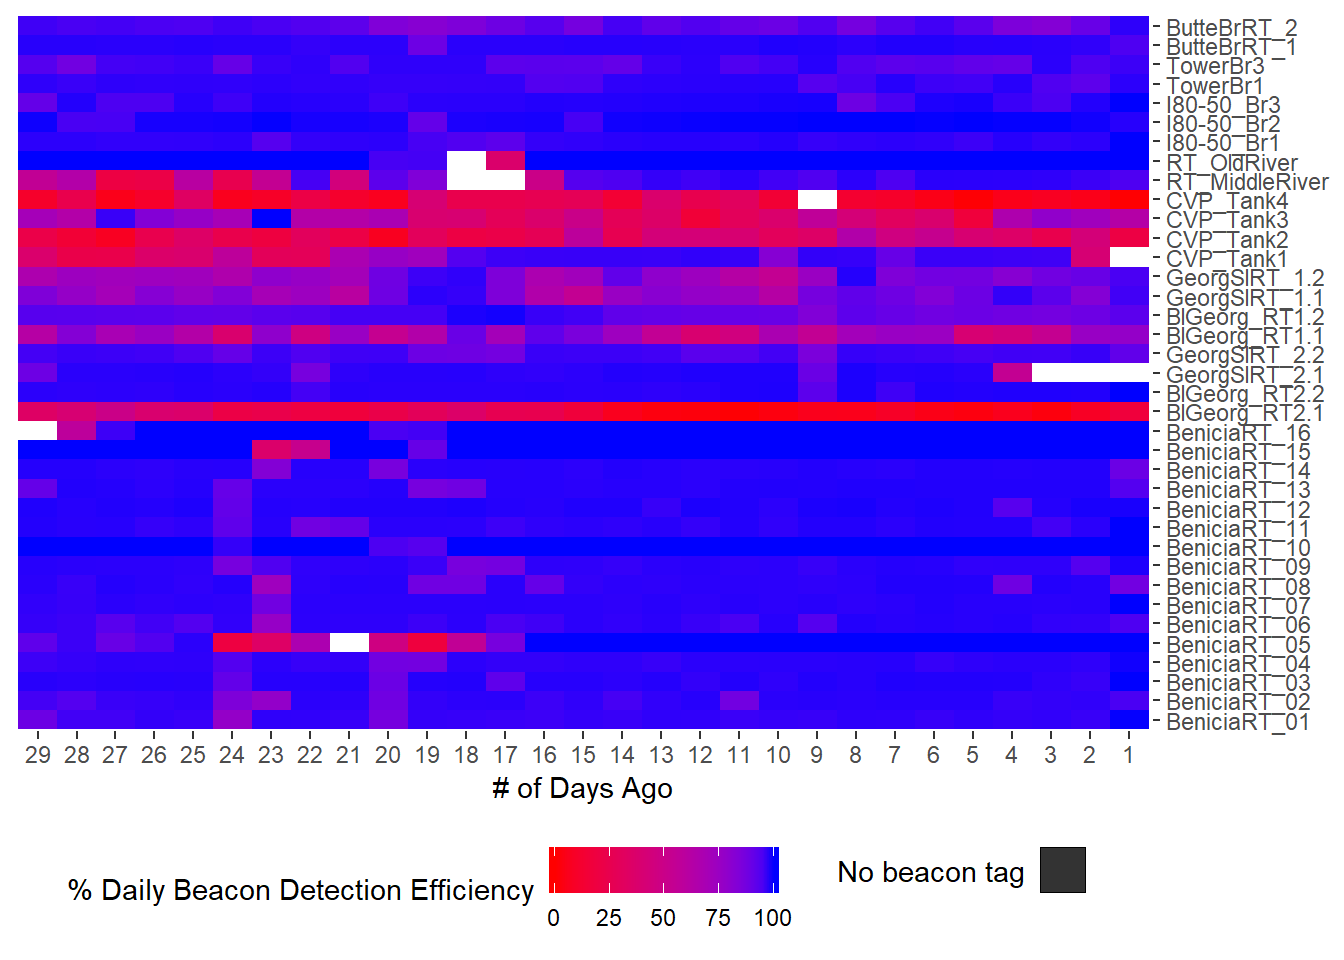 ButteBrRT_2
ButteBrRT_1
TowerBr3
TowerBr1
I80-50_Br3
I80-50_Br2
I80-50_Br1
RT_OldRiver
RT_MiddleRiver
CVP_Tank4
CVP_Tank3
CVP_Tank2
CVP_Tank1
GeorgSlRT_1.2
GeorgSlRT_1.1
BlGeorg_RT1.2
BlGeorg_RT1.1
GeorgSlRT_2.2
GeorgSlRT_2.1
BlGeorg_RT2.2
BlGeorg_RT2.1
BeniciaRT_16
BeniciaRT_15
BeniciaRT_14
BeniciaRT_13
BeniciaRT_12
BeniciaRT_11
BeniciaRT_10
BeniciaRT_09
BeniciaRT_08
BeniciaRT_07
BeniciaRT_06
BeniciaRT_05
BeniciaRT_04
BeniciaRT_03
BeniciaRT_02
BeniciaRT_01
29 28 27 26 25 24 23 22 21 20 19 18 17 16 15 14 13 12 11 10 9 8 7 6 5 4 3 2 1
# of Days Ago
% Daily Beacon Detection Efficiency
0 25 50 75 100
No beacon tag